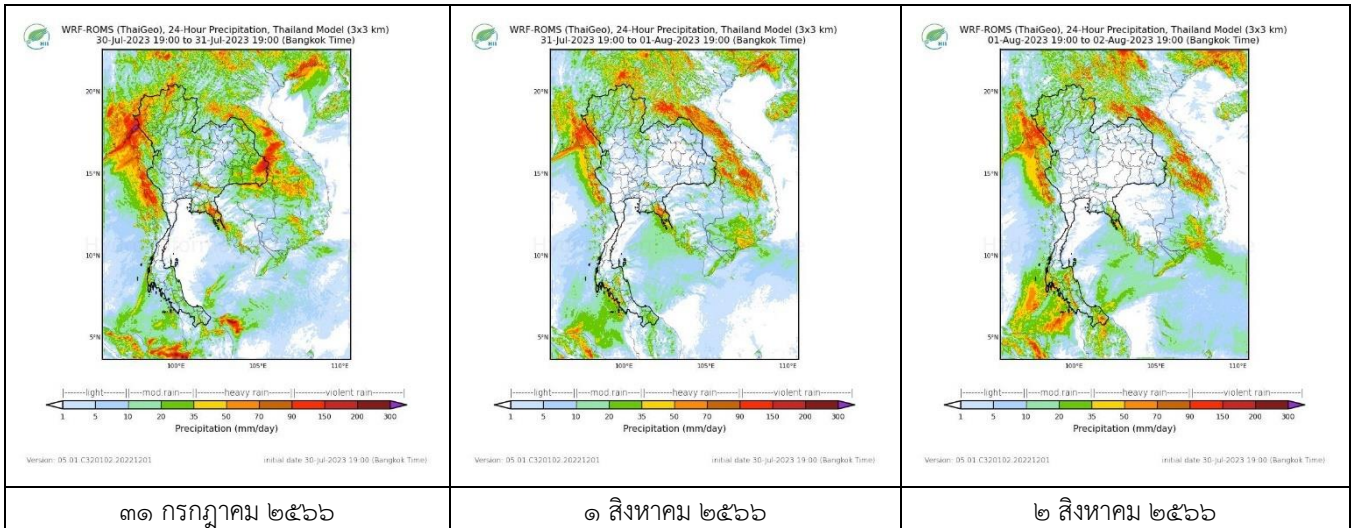 WRF-ROMS (ThaiGeo), 24-Hour Precipitation, Thailand Model (3x3 km)
30-Jul-2023 19:00 to 31-Jul-2023 19:00 (Bangkok Time)
HII
20°N
15°N
10°N
5°N
100°E
105°E
110°E
|-------light-------||----mod rain----|---------heavy rain--------|-------violent rain-------|
1 5 10 20 35 50 70 90 150 200 300
Precipitation (mm/day)
Version: 05.01.C320102.20221201
initial date 30-Jul-2023 19:00 (Bangkok Time)
๓๑ กรกฎาคม ๒๕๖๖
WRF-ROMS (ThaiGeo), 24-Hour Precipitation, Thailand Model (3x3 km)
31-Jul-2023 19:00 to 01-Aug-2023 19:00 (Bangkok Time)
HII
20°N
15°N
10°N
5°N
100°E
105°E
110°E
|-------light-------||----mod rain----|---------heavy rain--------|-------violent rain-------|
1 5 10 20 35 50 70 90 150 200 300
Precipitation (mm/day)
Version: 05.01.C320102.20221201
initial date 30-Jul-2023 19:00 (Bangkok Time)
๑ สิงหาคม ๒๕๖๖
WRF-ROMS (ThaiGeo), 24-Hour Precipitation, Thailand Model (3x3 km)
01-Aug-2023 19:00 to 02-Aug-2023 19:00 (Bangkok Time)
HII
20°N
15°N
10°N
5°N
100°E
105°E
110°E
|-------light-------||----mod rain----|---------heavy rain--------|-------violent rain-------|
1 5 10 20 35 50 70 90 150 200 300
Precipitation (mm/day)
Version: 05.01.C320102.20221201
initial date 30-Jul-2023 19:00 (Bangkok Time)
๒ สิงหาคม ๒๕๖๖